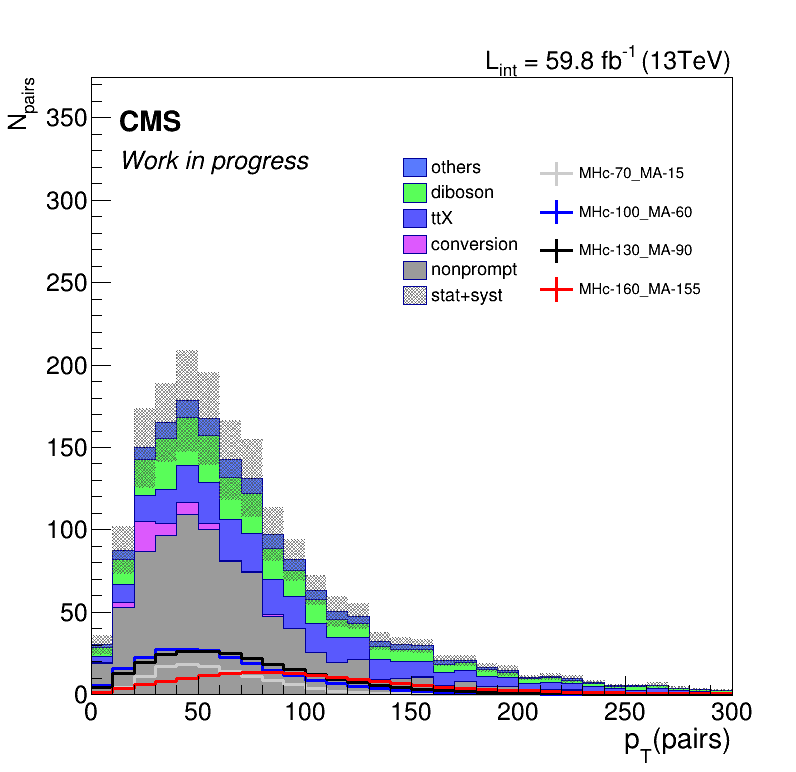 L_int = 59.8 fb^-1 (13TeV)
N_pairs
CMS
Work in progress
others
diboson
ttX
conversion
nonprompt
stat+syst
MHc-70_MA-15
MHc-100_MA-60
MHc-130_MA-90
MHc-160_MA-155
350
300
250
200
150
100
50
0
0 50 100 150 200 250 300
p_T(pairs)